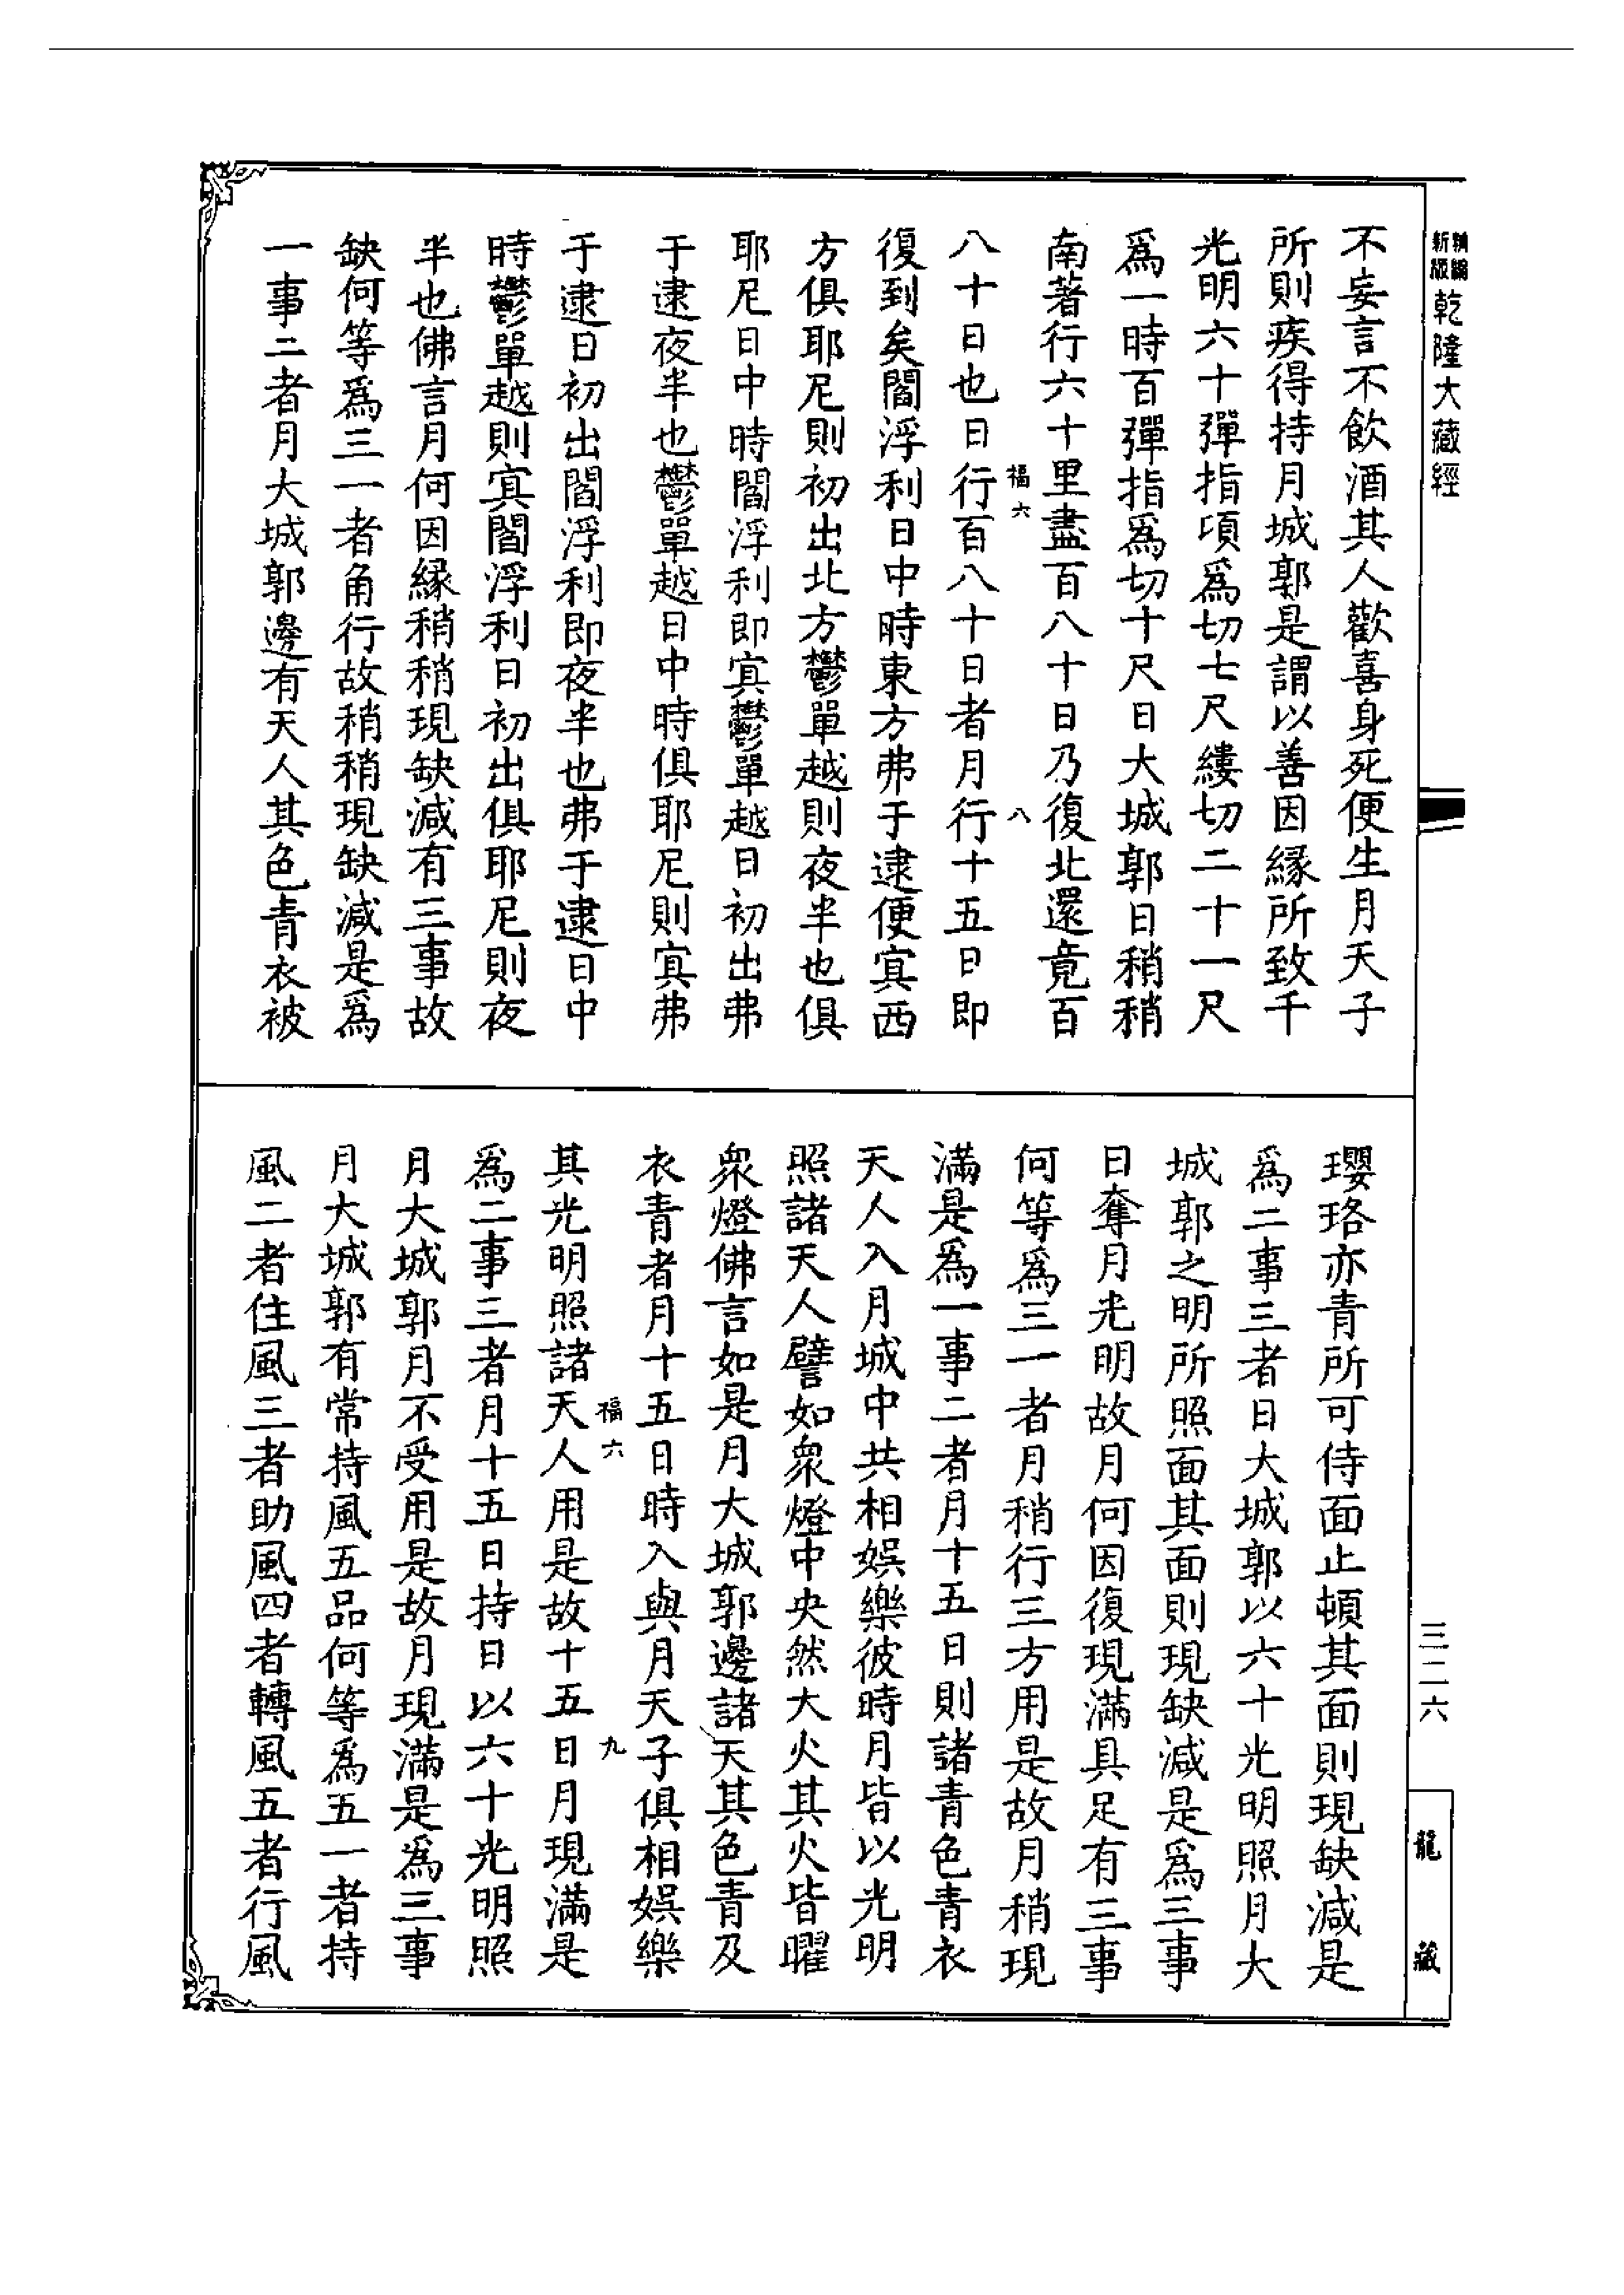 新編
新版
乾隆大藏經
不妄言不飲酒其人歡喜身死便生月天子
所則疾得持月城郭是謂以善因緣所致千
光明六十彈指頃爲切七尺縷切二十一尺
爲一時百彈指爲切十尺日大城郭日稍稍
南著行六十里盡百八十日乃復北還竟百
福六
八
八十日也日行百八十日者月行十五日即
復到矣閻浮利日中時東方弗于逮便㝠西
方俱耶尼則初出北方鬱單越則夜半也俱
耶尼日中時閻浮利即㝠鬱單越日初出弗
于逮夜半也鬱單越日中時俱耶尼則㝠弗
于逮日初出閻浮利即夜半也弗于逮日中
時鬱單越則㝠閻浮利日初出俱耶尼則夜
半也佛言月何因緣稍稍現缺減有三事故
缺何等爲三一者角行故稍稍現缺減是爲
一事二者月大城郭邊有天人其色青衣被
瓔珞亦青所可侍面止頓其面則現缺減是
爲二事三者日大城郭以六十光明照月大
城郭之明所照面其面則現缺減是爲三事
日奪月光明故月何因復現滿具足有三事
何等爲三一者月稍行三方用是故月稍現
滿是爲一事二者月十五日則諸青色青衣
天人入月城中共相娛樂彼時月皆以光明
照諸天人譬如衆燈中央然大火其火皆曜
衆燈佛言如是月大城郭邊諸天其色青及
衣青者月十五日時入與月天子俱相娛樂
福六
九
其光明照諸天人用是故十五日月現滿是
爲二事三者月十五日持日以六十光明照
月大城郭月不受用是故月現滿是爲三事
月大城郭有常持風五品何等爲五一者持
風二者住風三者助風四者轉風五者行風
三二六
龍藏